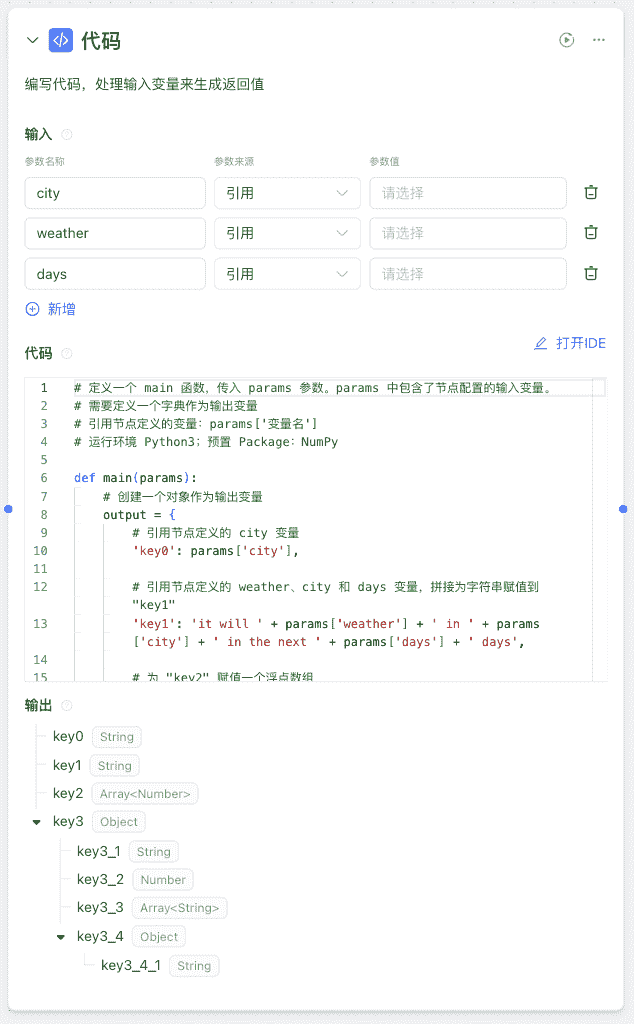 代码
编写代码，处理输入变量来生成返回值
输入
参数名称 参数来源 参数值
city 引用 请选择
weather 引用 请选择
days 引用 请选择
新增
代码 打开IDE
1 # 定义一个 main 函数，传入 params 参数。params 中包含了节点配置的输入变量。
2 # 需要定义一个字典作为输出变量
3 # 引用节点定义的变量：params['变量名']
4 # 运行环境 Python3；预置 Package：NumPy
5
6 def main(params):
7 # 创建一个对象作为输出变量
8 output = {
9 # 引用节点定义的 city 变量
10 'key0': params['city'],
11
12 # 引用节点定义的 weather、city 和 days 变量，拼接为字符串赋值到
"key1"
13 'key1': 'it will ' + params['weather'] + ' in ' + params
['city'] + ' in the next ' + params['days'] + ' days',
14
15 # 为 "key2" 赋值一个浮点数组
输出
key0 String
key1 String
key2 Array<Number>
key3 Object
key3_1 String
key3_2 Number
key3_3 Array<String>
key3_4 Object
key3_4_1 String